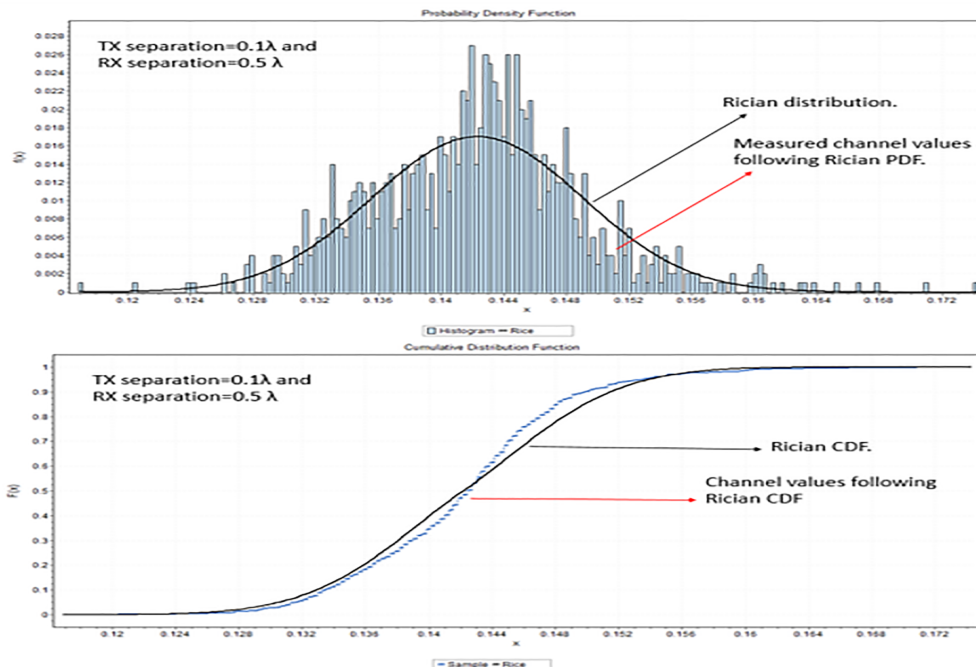 Probability Density Function
TX separation=0.1λ and
RX separation=0.5 λ
Rician distribution.
Measured channel values
following Rician PDF.
f(x)
0.028
0.026
0.024
0.022
0.02
0.018
0.016
0.014
0.012
0.01
0.008
0.006
0.004
0.002
0
0.12 0.124 0.128 0.132 0.136 0.14 0.144 0.148 0.152 0.156 0.16 0.164 0.168 0.172
x
Histogram Rice
Cumulative Distribution Function
TX separation=0.1λ and
RX separation=0.5 λ
Rician CDF.
Channel values following
Rician CDF
F(x)
1
0.9
0.8
0.7
0.6
0.5
0.4
0.3
0.2
0.1
0
0.12 0.124 0.128 0.132 0.136 0.14 0.144 0.148 0.152 0.156 0.16 0.164 0.168 0.172
x
Sample Rice